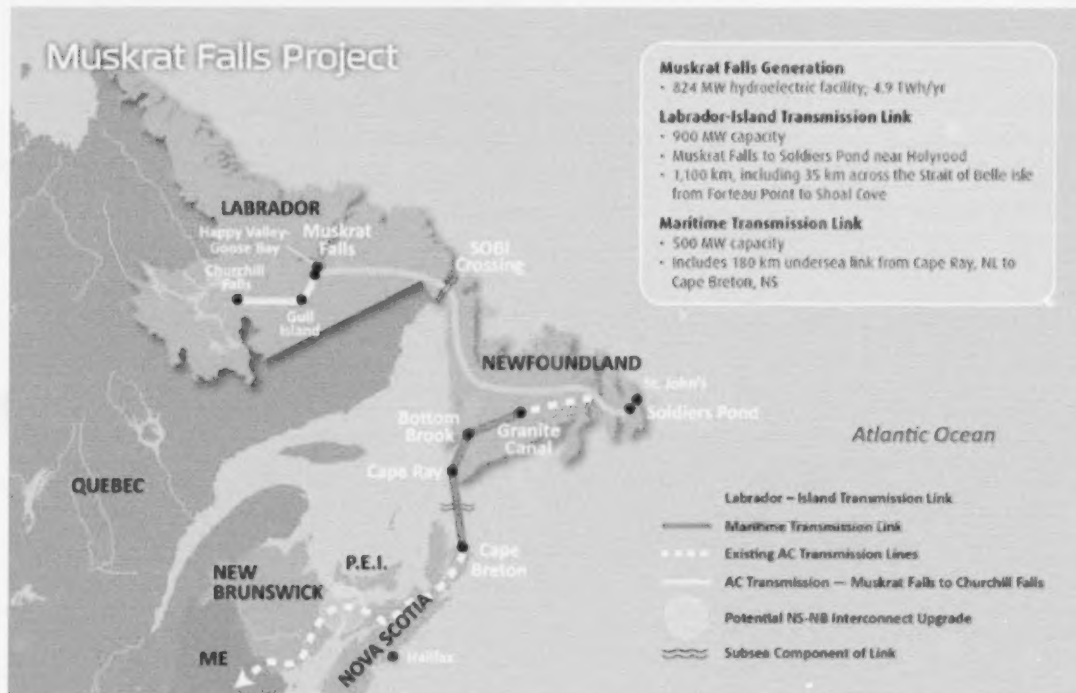 Muskrat Falls Project
Muskrat Falls Generation
• 824 MW hydroelectric facility; 4.9 TWh/yr
Labrador-Island Transmission Link
• 900 MW capacity
• Muskrat Falls to Soldiers Pond near Holyrood
• 1,100 km, including 35 km across the Strait of Belle Isle
from Forteau Point to Shoal Cove
Maritime Transmission Link
• 500 MW capacity
• Includes 180 km undersea link from Cape Ray, NL to
Cape Breton, NS
LABRADOR
Happy Valley-
Goose Bay
Muskrat
Falls
Churchill
Falls
Gull
Island
SOBI
Crossing
NEWFOUNDLAND
St. John's
Soldiers Pond
Bottom
Brook
Granite
Canal
Cape Ray
Atlantic Ocean
QUEBEC
Cape
Breton
P.E.I.
NEW
BRUNSWICK
NOVA SCOTIA
ME
Halifax
Labrador – Island Transmission Link
Maritime Transmission Link
Existing AC Transmission Lines
AC Transmission — Muskrat Falls to Churchill Falls
Potential NS-NB Interconnect Upgrade
Subsea Component of Link